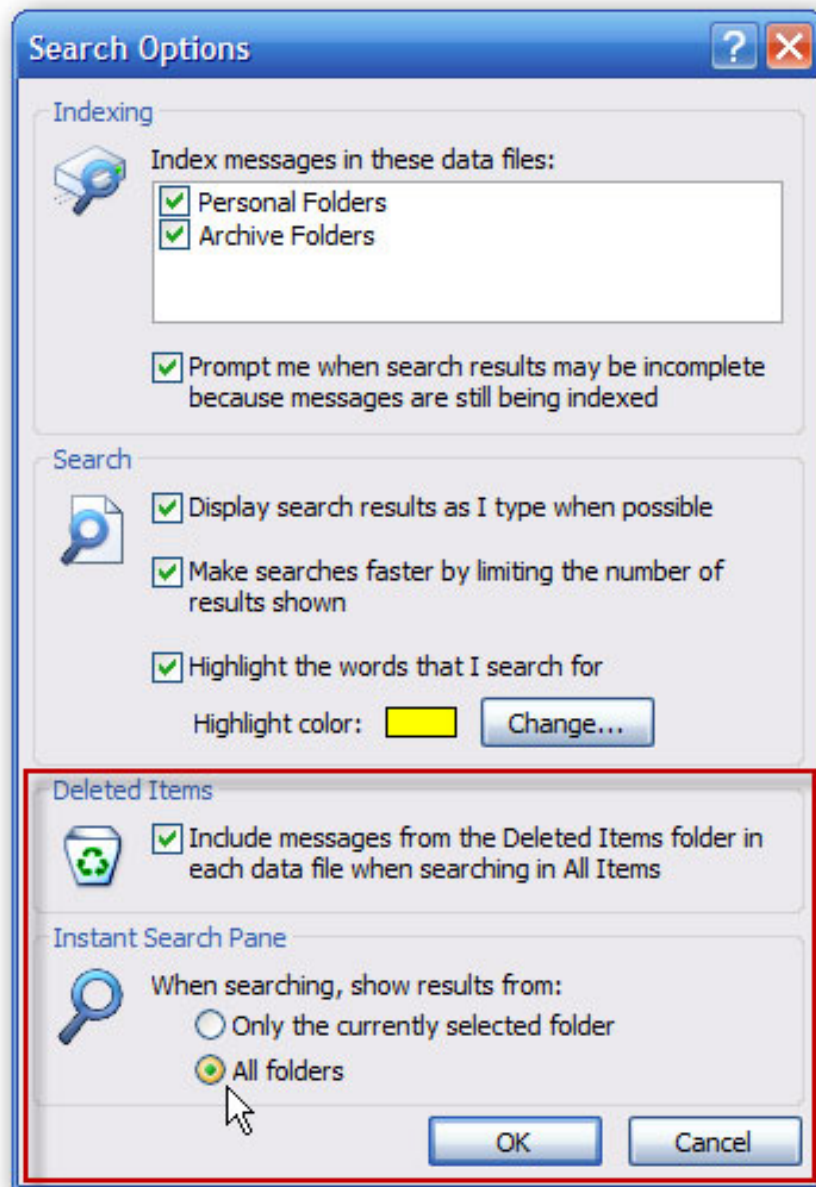 Search Options
Indexing
Index messages in these data files:
Personal Folders
Archive Folders
Prompt me when search results may be incomplete
because messages are still being indexed
Search
Display search results as I type when possible
Make searches faster by limiting the number of
results shown
Highlight the words that I search for
Highlight color:
Change...
Deleted Items
Include messages from the Deleted Items folder in
each data file when searching in All Items
Instant Search Pane
When searching, show results from:
Only the currently selected folder
All folders
OK
Cancel